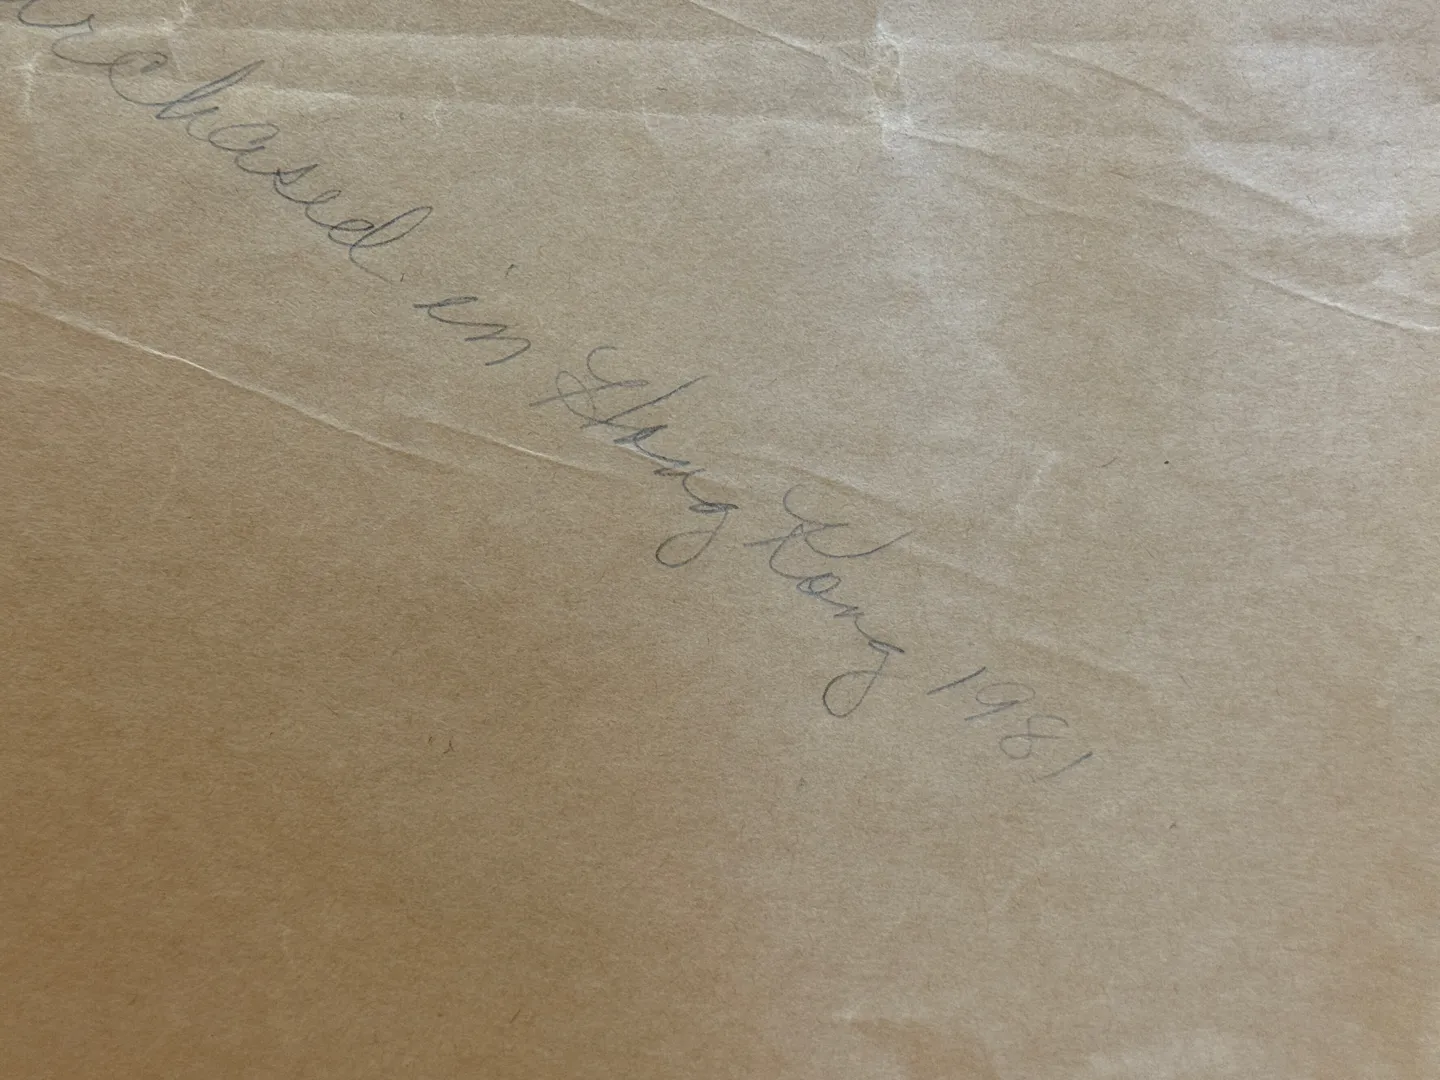 urchased in Hong Kong 1981